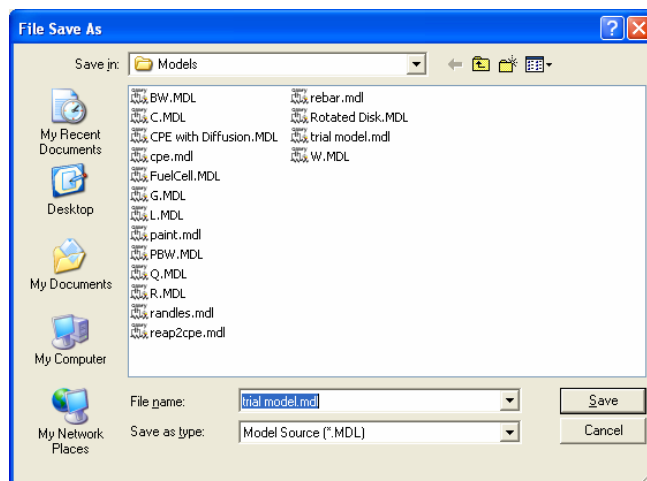 File Save As
Save in:
Models
My Recent
Documents
Desktop
My Documents
My Computer
My Network
Places
BW.MDL
C.MDL
CPE with Diffusion.MDL
cpe.mdl
FuelCell.MDL
G.MDL
L.MDL
paint.mdl
PBW.MDL
Q.MDL
R.MDL
randles.mdl
reap2cpe.mdl
rebar.mdl
Rotated Disk.MDL
trial model.mdl
W.MDL
File name:
trial model.mdl
Save
Save as type:
Model Source (*.MDL)
Cancel